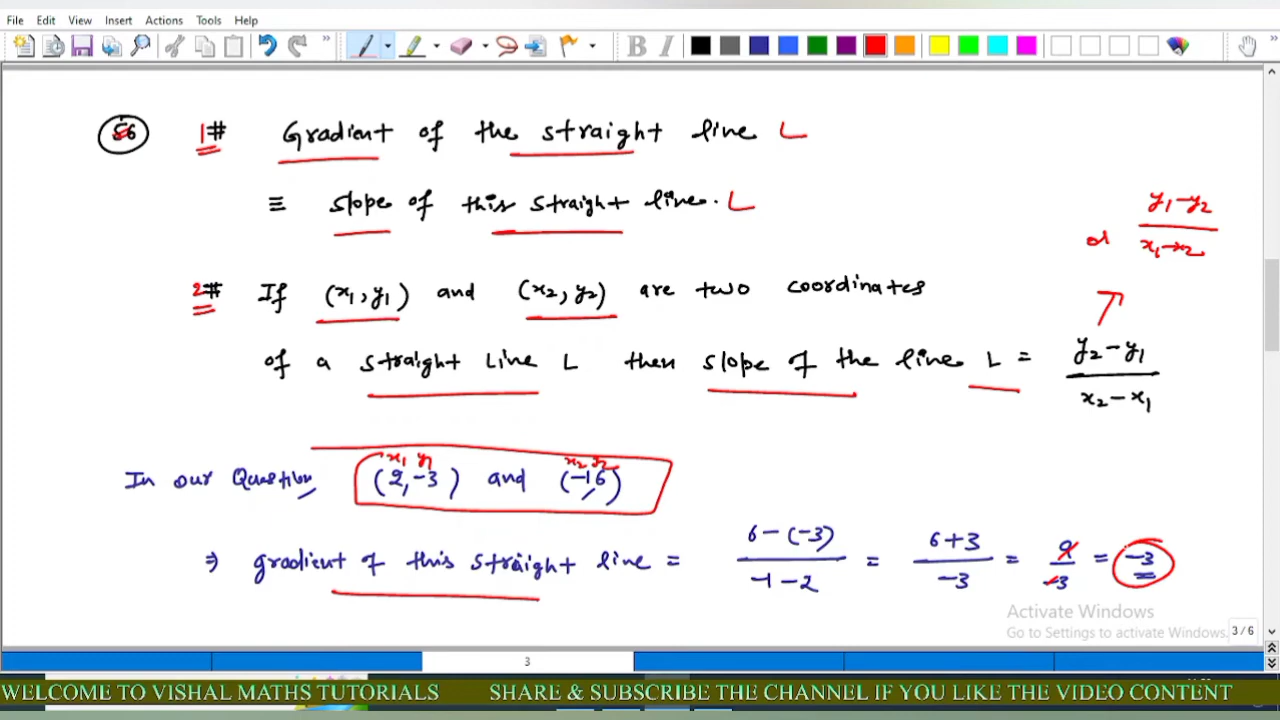 File Edit View Insert Actions Tools Help
1# Gradient of the straight line L
≡ slope of this straight line. L
y1-y2
or
x1-x2
2# If (x1, y1) and (x2, y2) are two coordinates
of a straight line L then slope of the line L = y2-y1 / x2-x1
x1 y1 x2 y2
In our Question (2, -3) and (-1, 6)
⇒ gradient of this straight line = 6-(-3) / -1-2 = 6+3 / -3 = 9 / -3 = -3
Activate Windows
Go to Settings to activate Windows.
3 / 6
3
WELCOME TO VISHAL MATHS TUTORIALS SHARE & SUBSCRIBE THE CHANNEL IF YOU LIKE THE VIDEO CONTENT